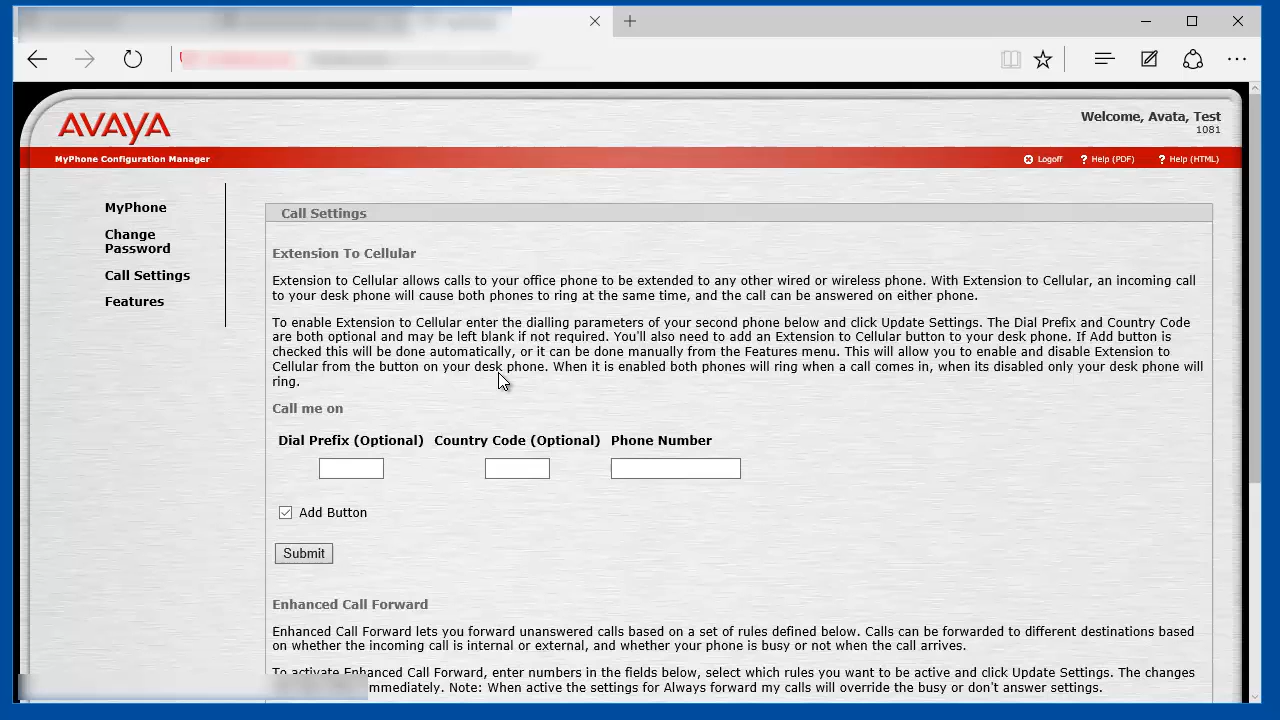 AVAYA
Welcome, Avata, Test
1081
MyPhone Configuration Manager
Logoff
Help (PDF)
Help (HTML)
MyPhone
Change
Password
Call Settings
Features
Call Settings
Extension To Cellular
Extension to Cellular allows calls to your office phone to be extended to any other wired or wireless phone. With Extension to Cellular, an incoming call
to your desk phone will cause both phones to ring at the same time, and the call can be answered on either phone.
To enable Extension to Cellular enter the dialling parameters of your second phone below and click Update Settings. The Dial Prefix and Country Code
are both optional and may be left blank if not required. You'll also need to add an Extension to Cellular button to your desk phone. If Add button is
checked this will be done automatically, or it can be done manually from the Features menu. This will allow you to enable and disable Extension to
Cellular from the button on your desk phone. When it is enabled both phones will ring when a call comes in, when its disabled only your desk phone will
ring.
Call me on
Dial Prefix (Optional) Country Code (Optional) Phone Number
Add Button
Submit
Enhanced Call Forward
Enhanced Call Forward lets you forward unanswered calls based on a set of rules defined below. Calls can be forwarded to different destinations based
on whether the incoming call is internal or external, and whether your phone is busy or not when the call arrives.
To activate Enhanced Call Forward, enter numbers in the fields below, select which rules you want to be active and click Update Settings. The changes
immediately. Note: When active the settings for Always forward my calls will override the busy or don't answer settings.